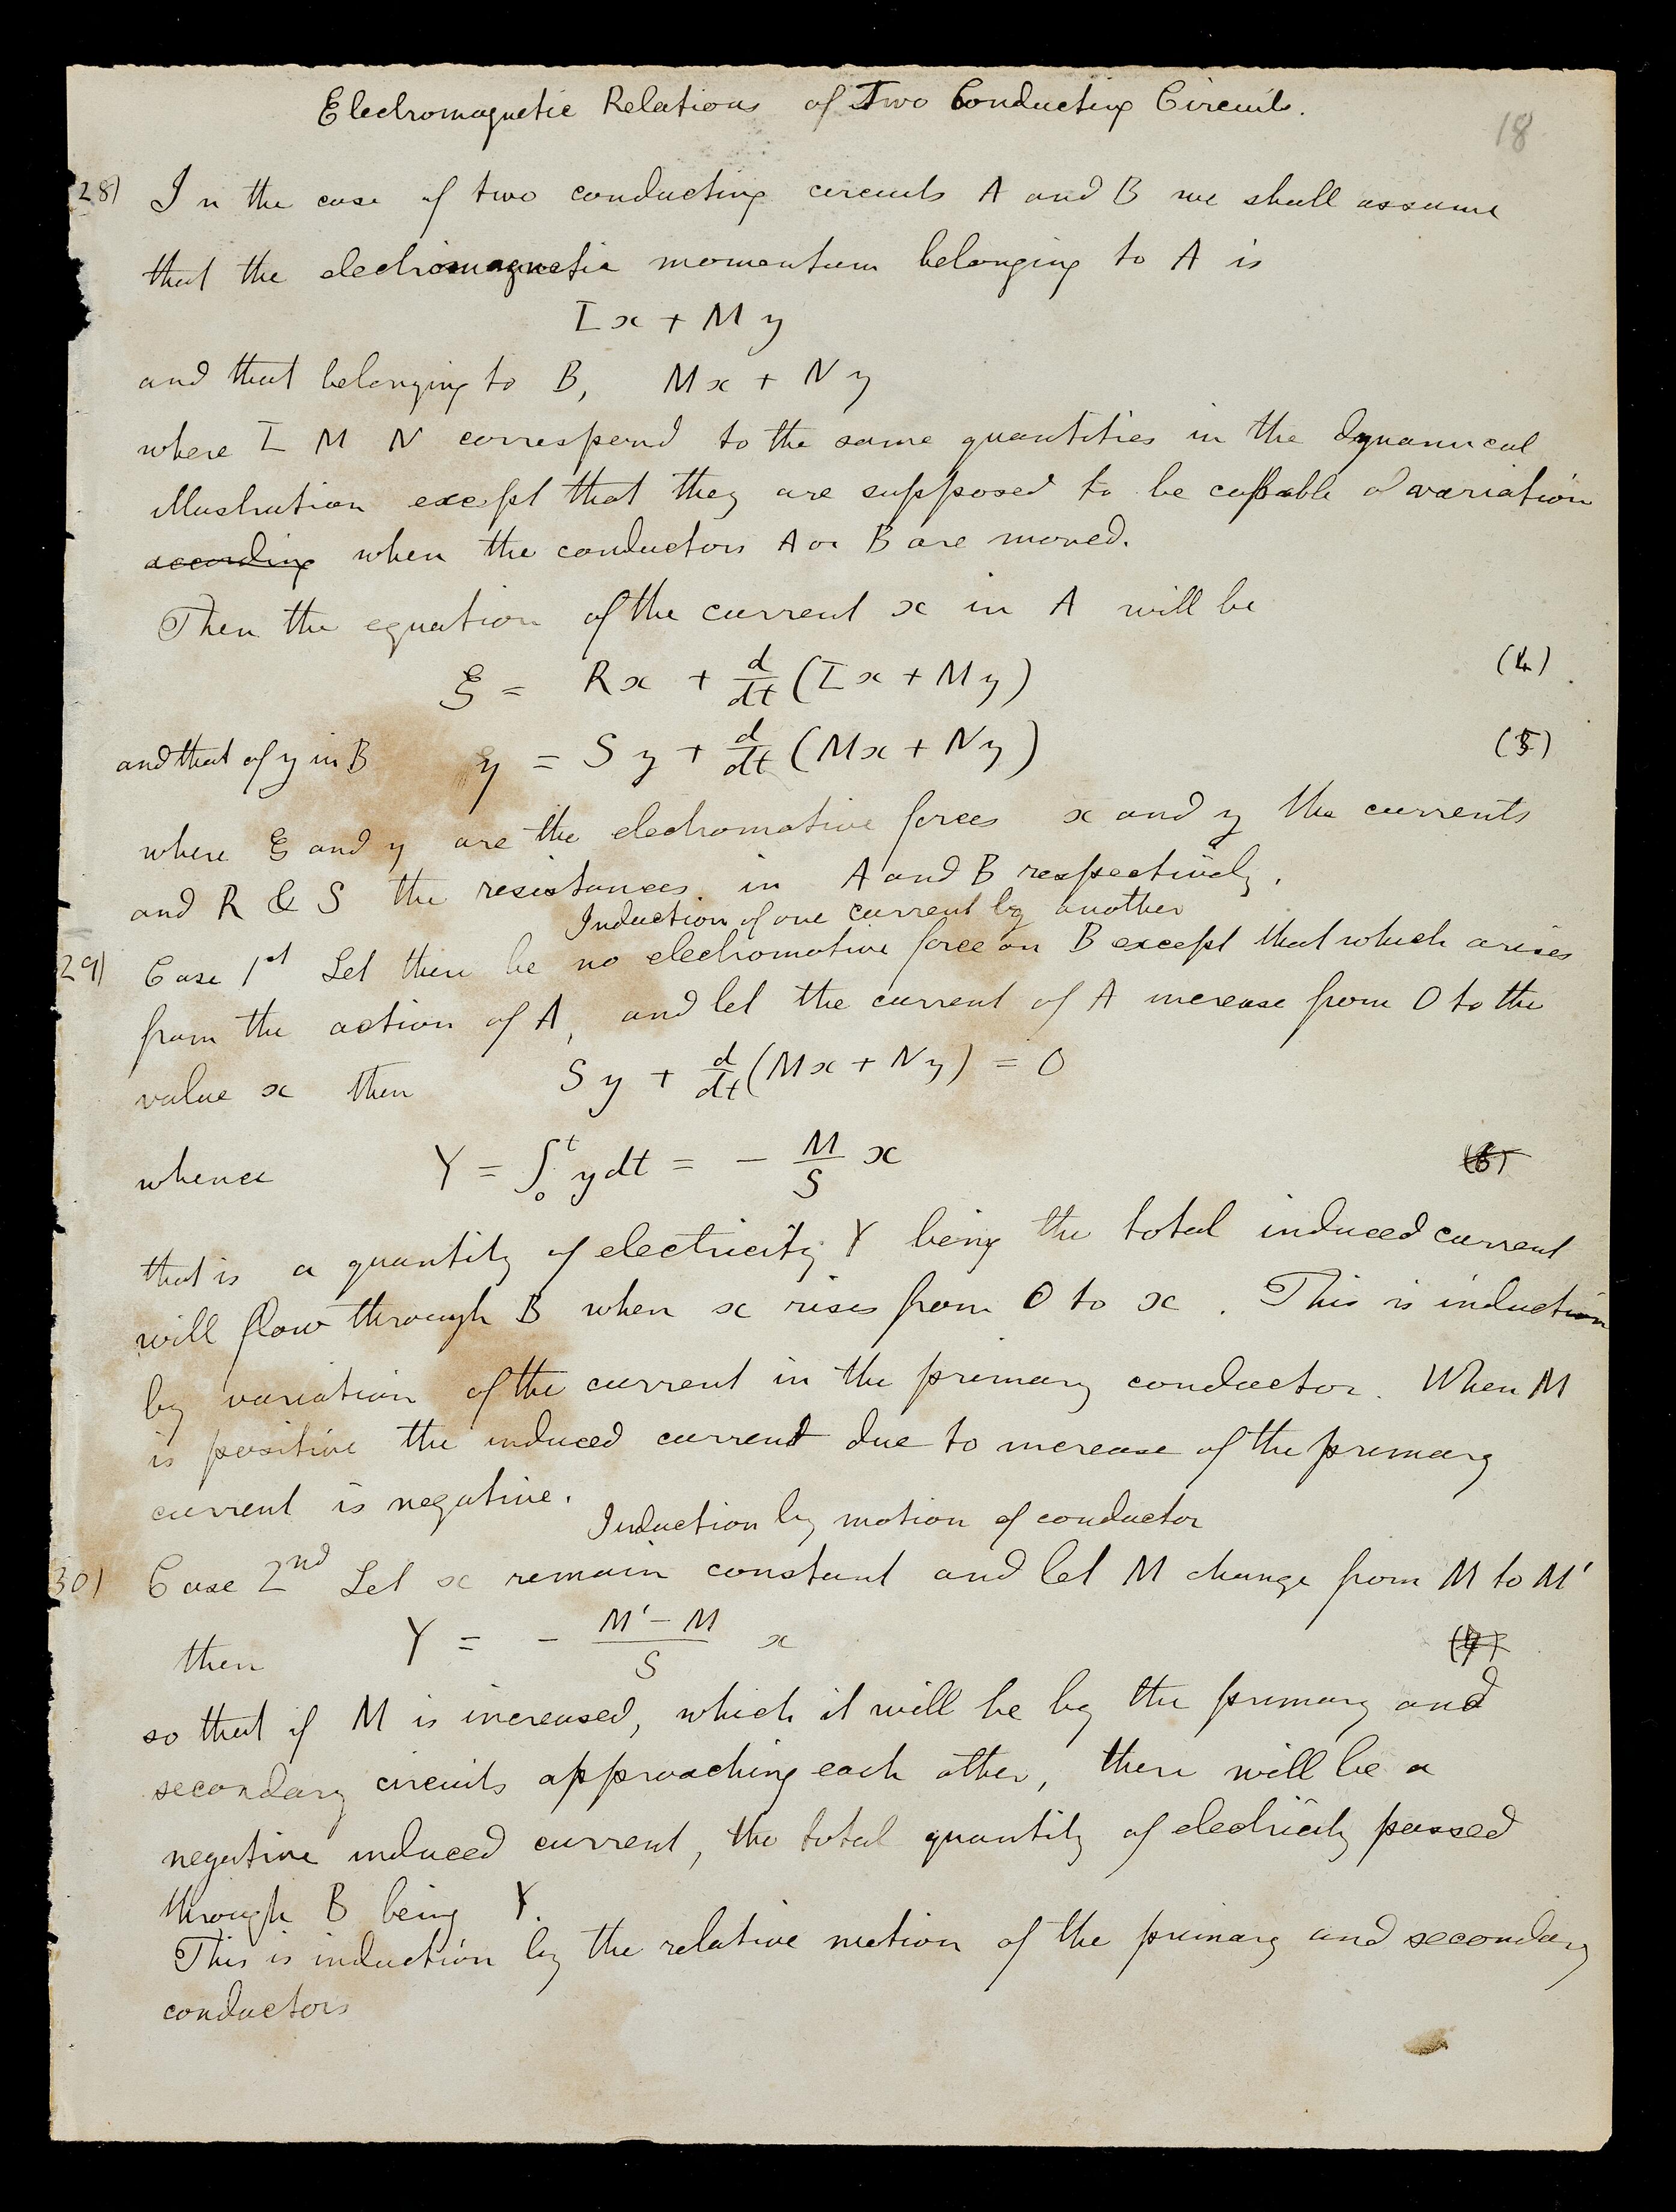 Electromagnetic Relations of Two Conducting Circuits.
18
28) In the case of two conducting circuits A and B we shall assume
that the electromagnetic momentum belonging to A is
Lx + My
and that belonging to B, Mx + Ny
where L M N correspond to the same quantities in the dynamical
illustration except that they are supposed to be capable of variation
according when the conductors A or B are moved.
Then the equation of the current x in A will be
ξ = Rx + d/dt (Lx + My) (4)
and that of y in B η = Sy + d/dt (Mx + Ny) (5)
where ξ and η are the electromotive forces x and y the currents
and R & S the resistances in A and B respectively.
Induction of one current by another
29) Case 1st Let there be no electromotive force on B except that which arises
from the action of A, and let the current of A increase from 0 to the
value x then Sy + d/dt (Mx + Ny) = 0
whence Y = ∫₀ᵗ y dt = - M/S x (6)
that is a quantity of electricity Y being the total induced current
will flow through B when x rises from 0 to x. This is induction
by variation of the current in the primary conductor. When M
is positive the induced current due to increase of the primary
current is negative.
Induction by motion of conductor
30) Case 2nd Let x remain constant and let M change from M to M'
then Y = - (M' - M)/S x (7)
so that if M is increased, which it will be by the primary and
secondary circuits approaching each other, there will be a
negative induced current, the total quantity of electricity passed
through B being Y.
This is induction by the relative motion of the primary and secondary
conductors